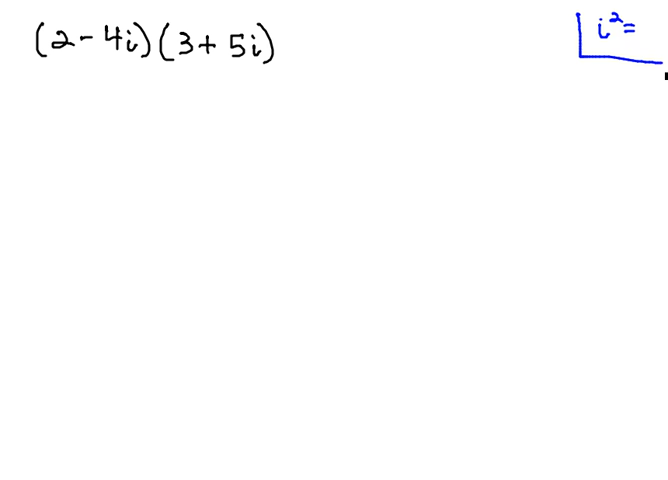 (2 - 4i)(3 + 5i)
i² =